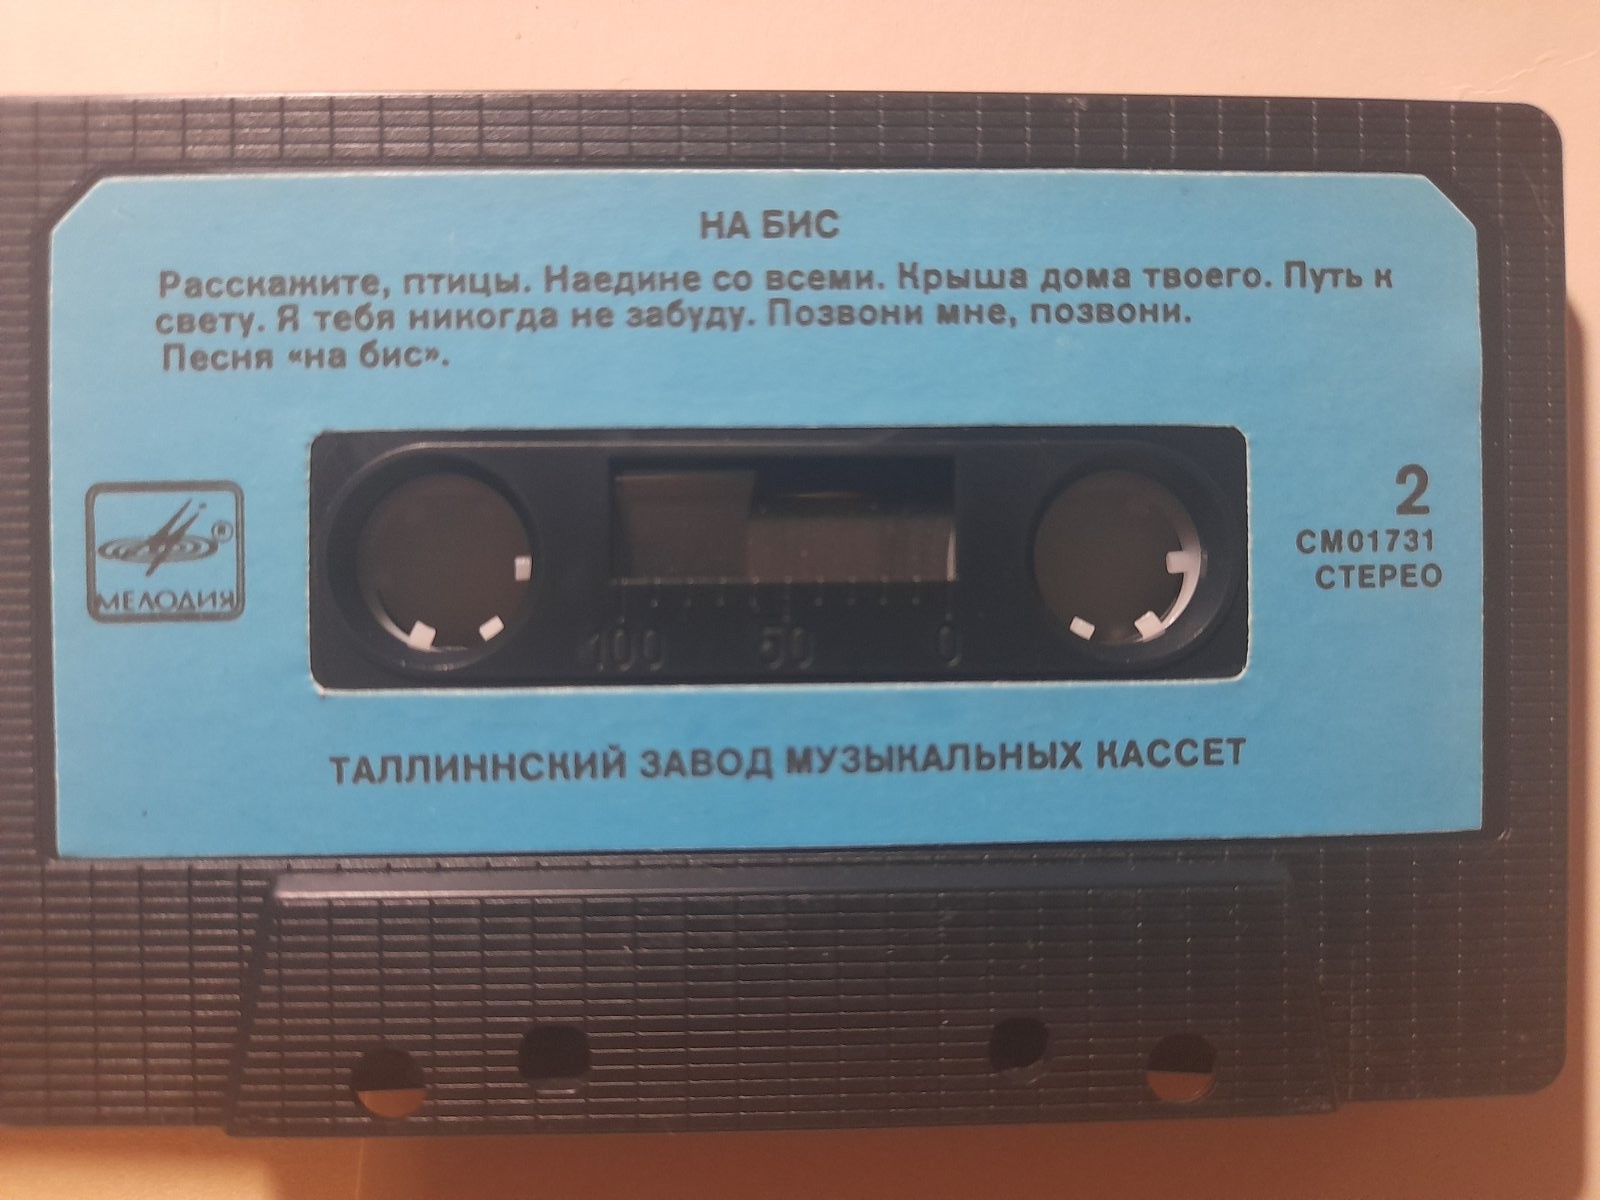 НА БИС
Расскажите, птицы. Наедине со всеми. Крыша дома твоего. Путь к
свету. Я тебя никогда не забуду. Позвони мне, позвони.
Песня «на бис».
®
МЕЛОДИЯ
2
СМ01731
СТЕРЕО
100 50 0
ТАЛЛИННСКИЙ ЗАВОД МУЗЫКАЛЬНЫХ КАССЕТ